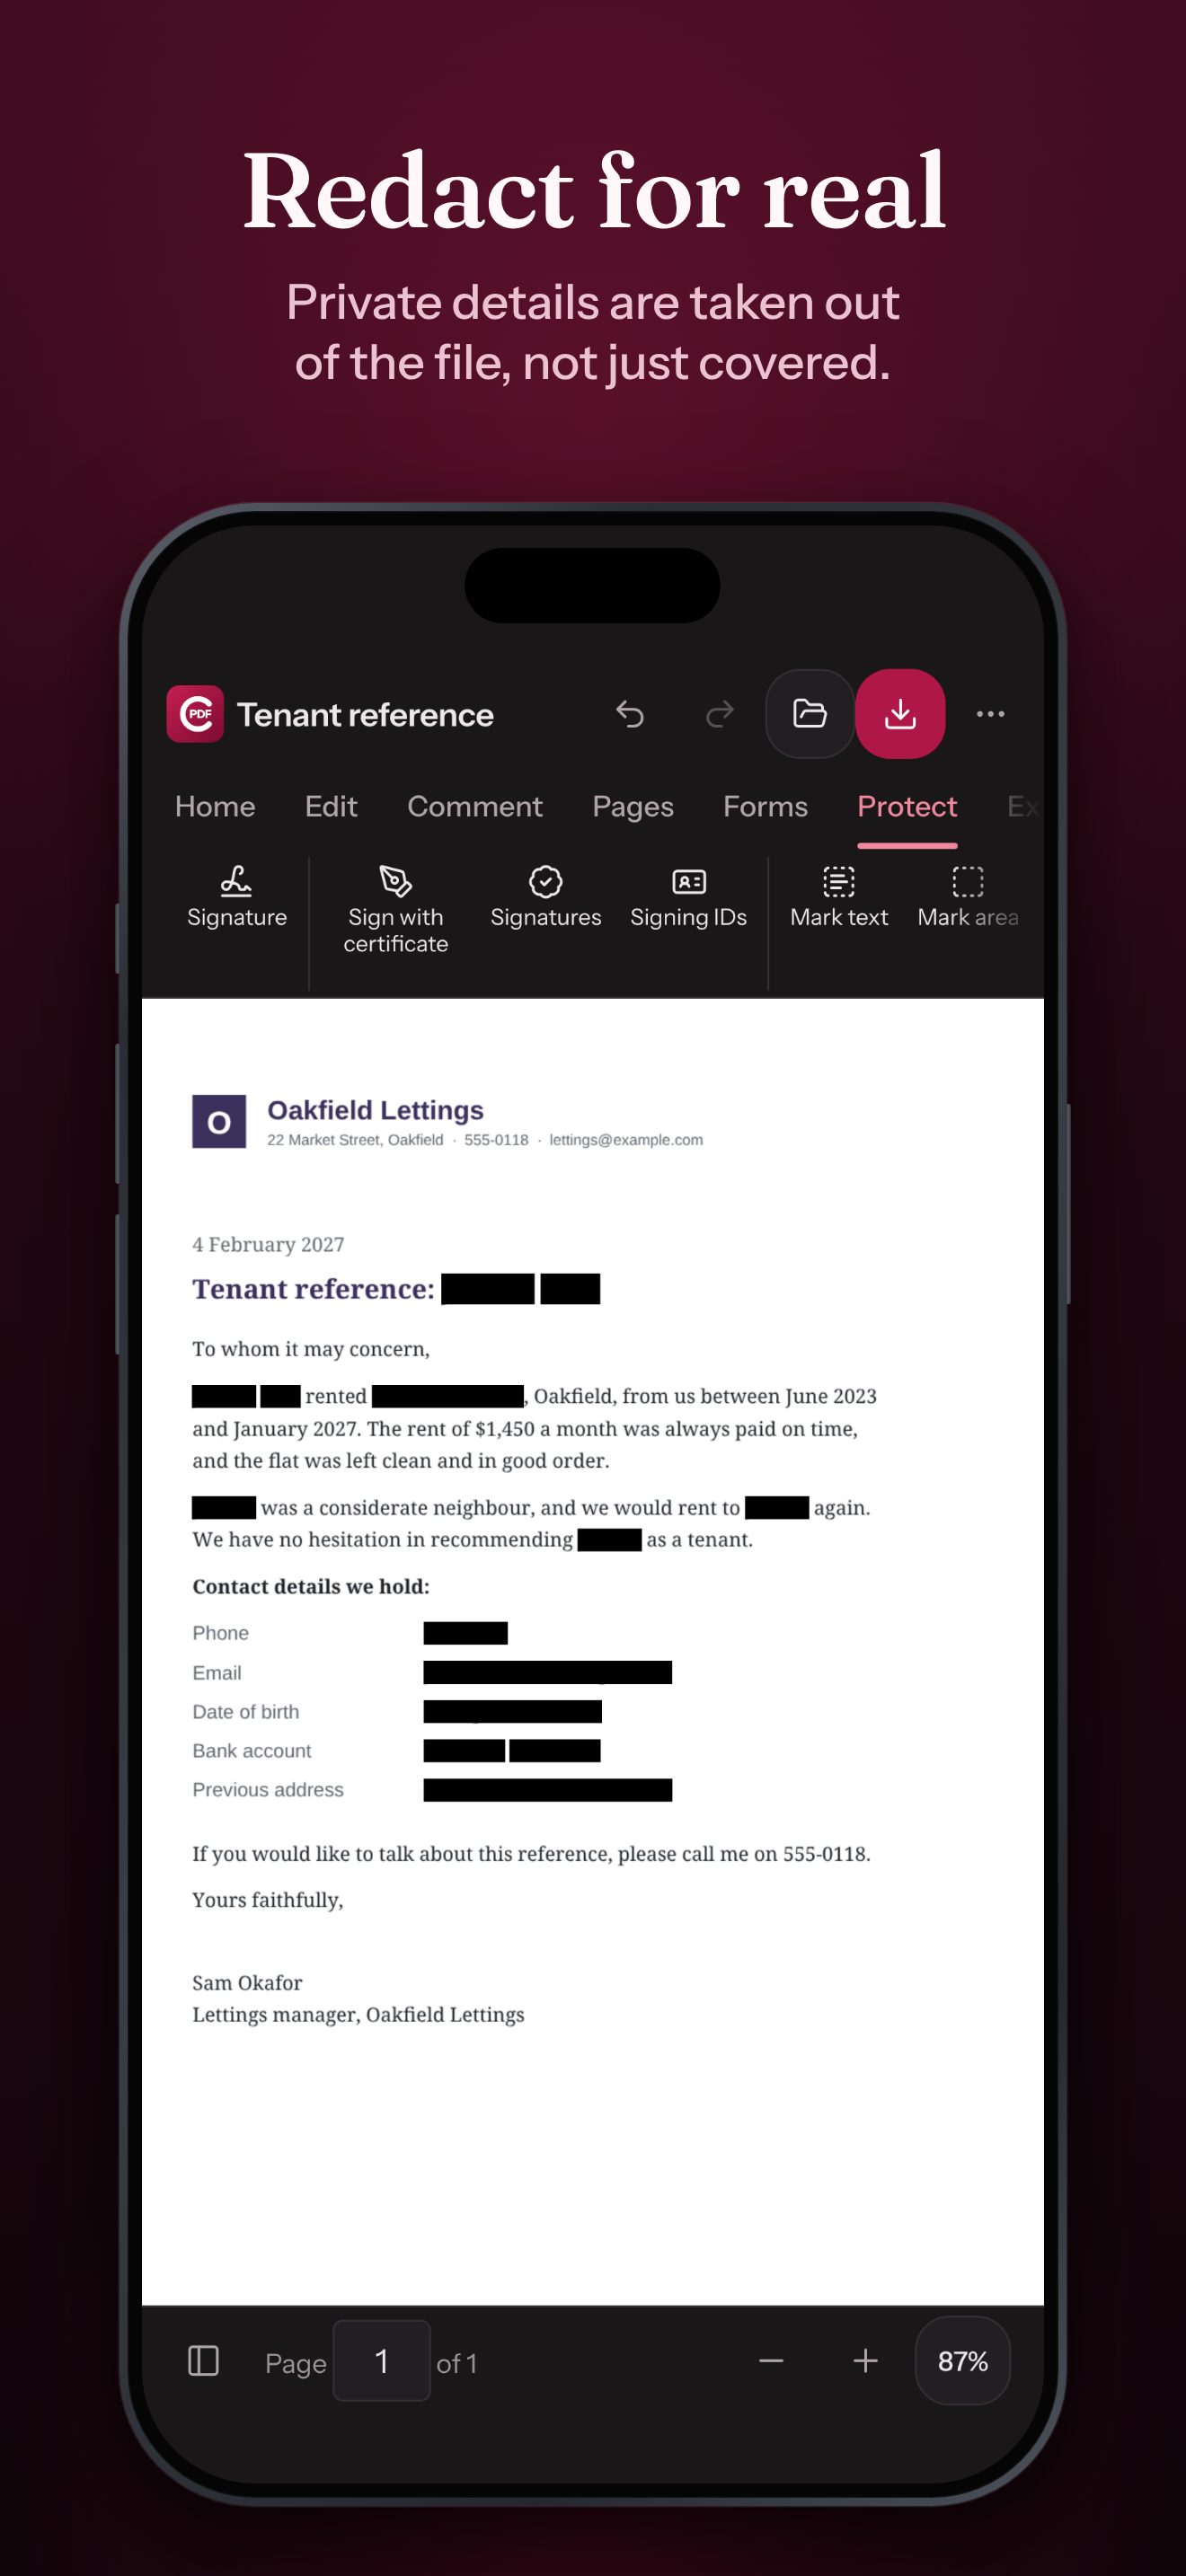 Redact for real
Private details are taken out
of the file, not just covered.
PDF
Tenant reference
Home Edit Comment Pages Forms Protect
Signature Sign with certificate Signatures Signing IDs Mark text Mark area
O
Oakfield Lettings
22 Market Street, Oakfield · 555-0118 · lettings@example.com
4 February 2027
Tenant reference:
To whom it may concern,
rented , Oakfield, from us between June 2023
and January 2027. The rent of $1,450 a month was always paid on time,
and the flat was left clean and in good order.
was a considerate neighbour, and we would rent to again.
We have no hesitation in recommending as a tenant.
Contact details we hold:
Phone
Email
Date of birth
Bank account
Previous address
If you would like to talk about this reference, please call me on 555-0118.
Yours faithfully,
Sam Okafor
Lettings manager, Oakfield Lettings
Page 1 of 1 87%